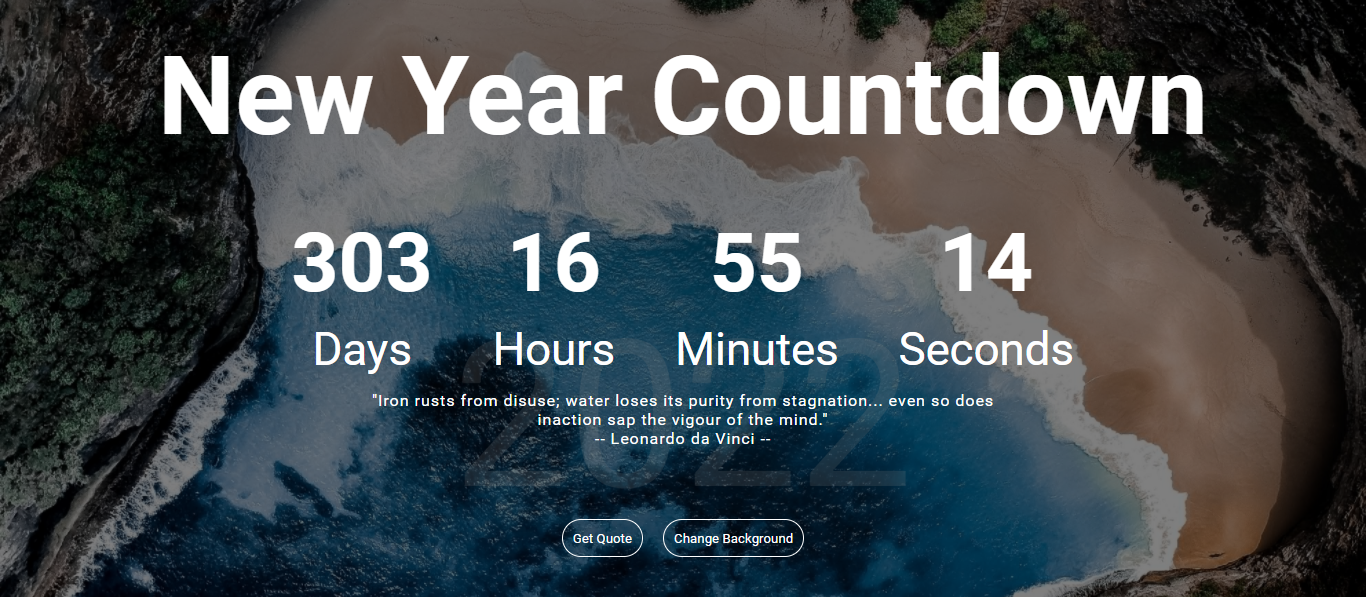 New Year Countdown
303 16 55 14
Days Hours Minutes Seconds
2022
"Iron rusts from disuse; water loses its purity from stagnation... even so does
inaction sap the vigour of the mind."
-- Leonardo da Vinci --
Get Quote Change Background